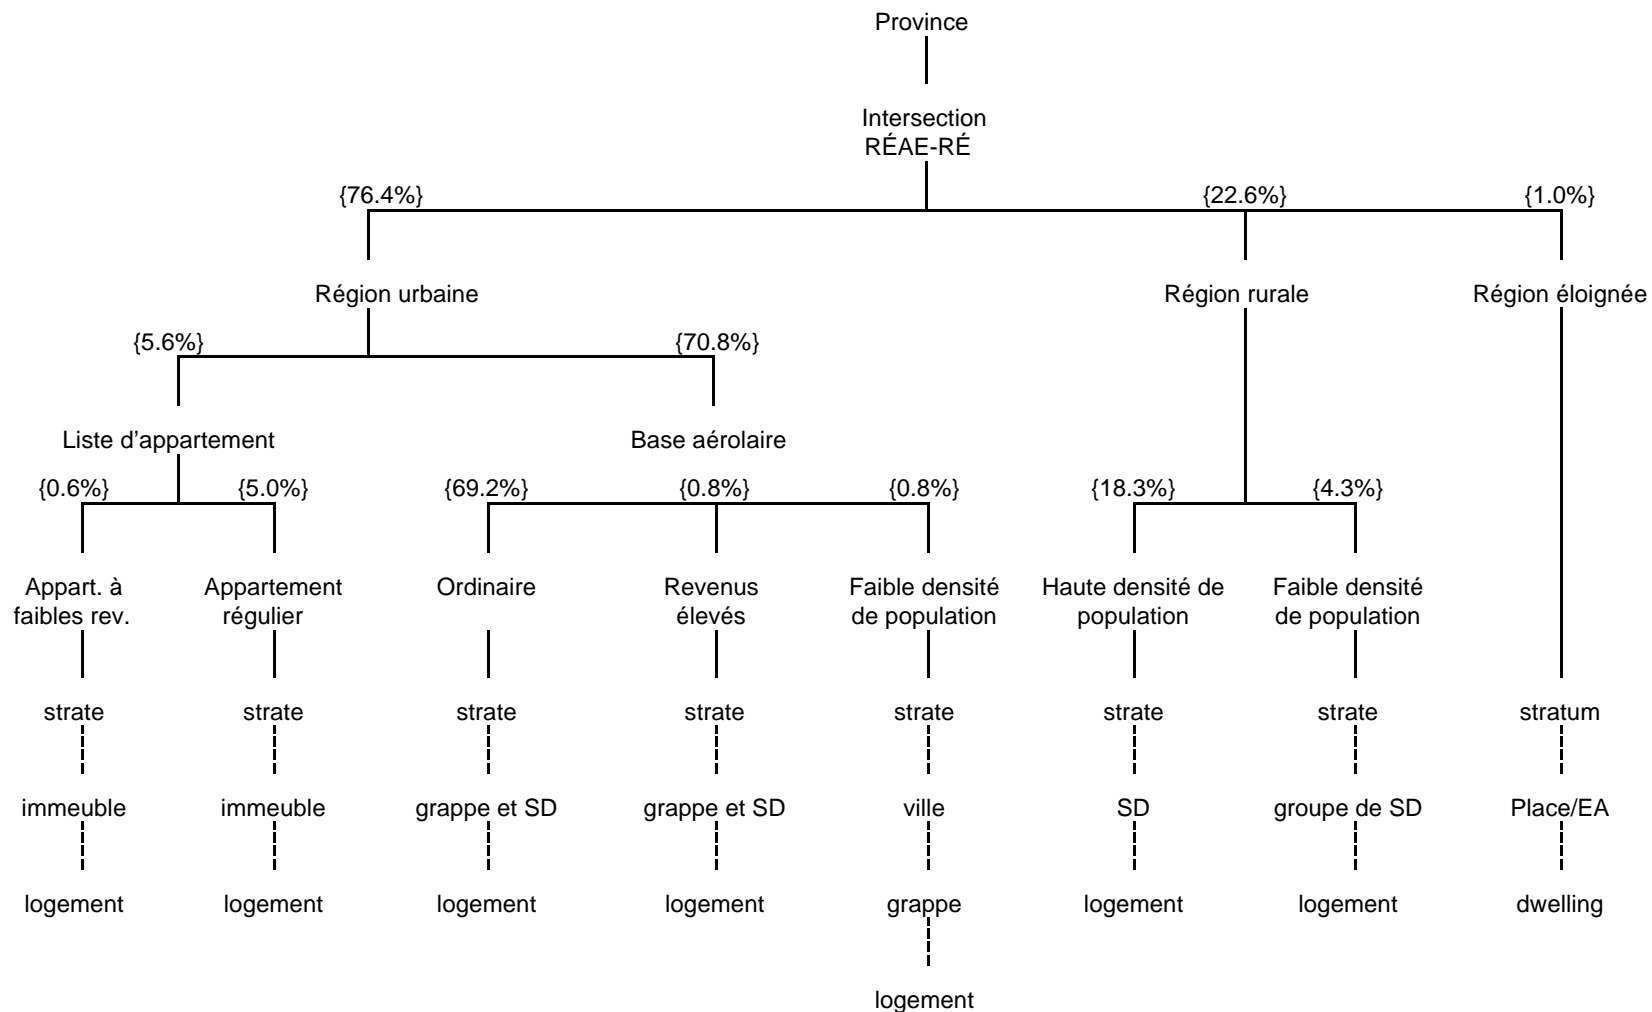 Province
Intersection
RÉAE-RÉ
{76.4%} {22.6%} {1.0%}
Région urbaine Région rurale Région éloignée
{5.6%} {70.8%}
Liste d'appartement Base aérolaire
{0.6%} {5.0%} {69.2%} {0.8%} {0.8%} {18.3%} {4.3%}
Appart. à Appartement Ordinaire Revenus Faible densité Haute densité de Faible densité
faibles rev. régulier élevés de population population de population
strate strate strate strate strate strate strate stratum
immeuble immeuble grappe et SD grappe et SD ville SD groupe de SD Place/EA
logement logement logement logement grappe logement logement dwelling
logement